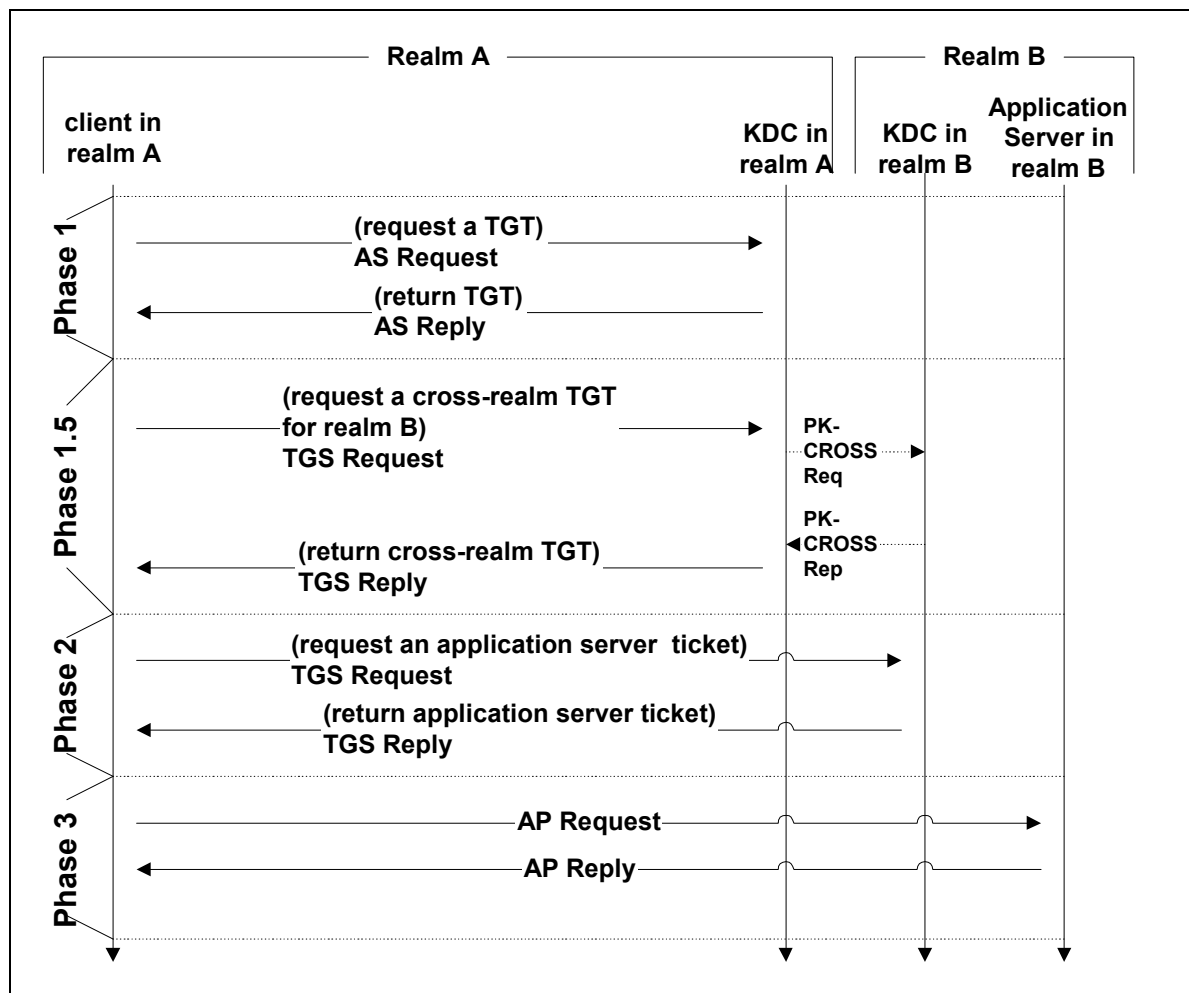 Realm A
Realm B
client in
realm A
KDC in
realm A
KDC in
realm B
Application
Server in
realm B
Phase 1
(request a TGT)
AS Request
(return TGT)
AS Reply
Phase 1.5
(request a cross-realm TGT
for realm B)
TGS Request
PK-
CROSS
Req
PK-
CROSS
Rep
(return cross-realm TGT)
TGS Reply
Phase 2
(request an application server ticket)
TGS Request
(return application server ticket)
TGS Reply
Phase 3
AP Request
AP Reply